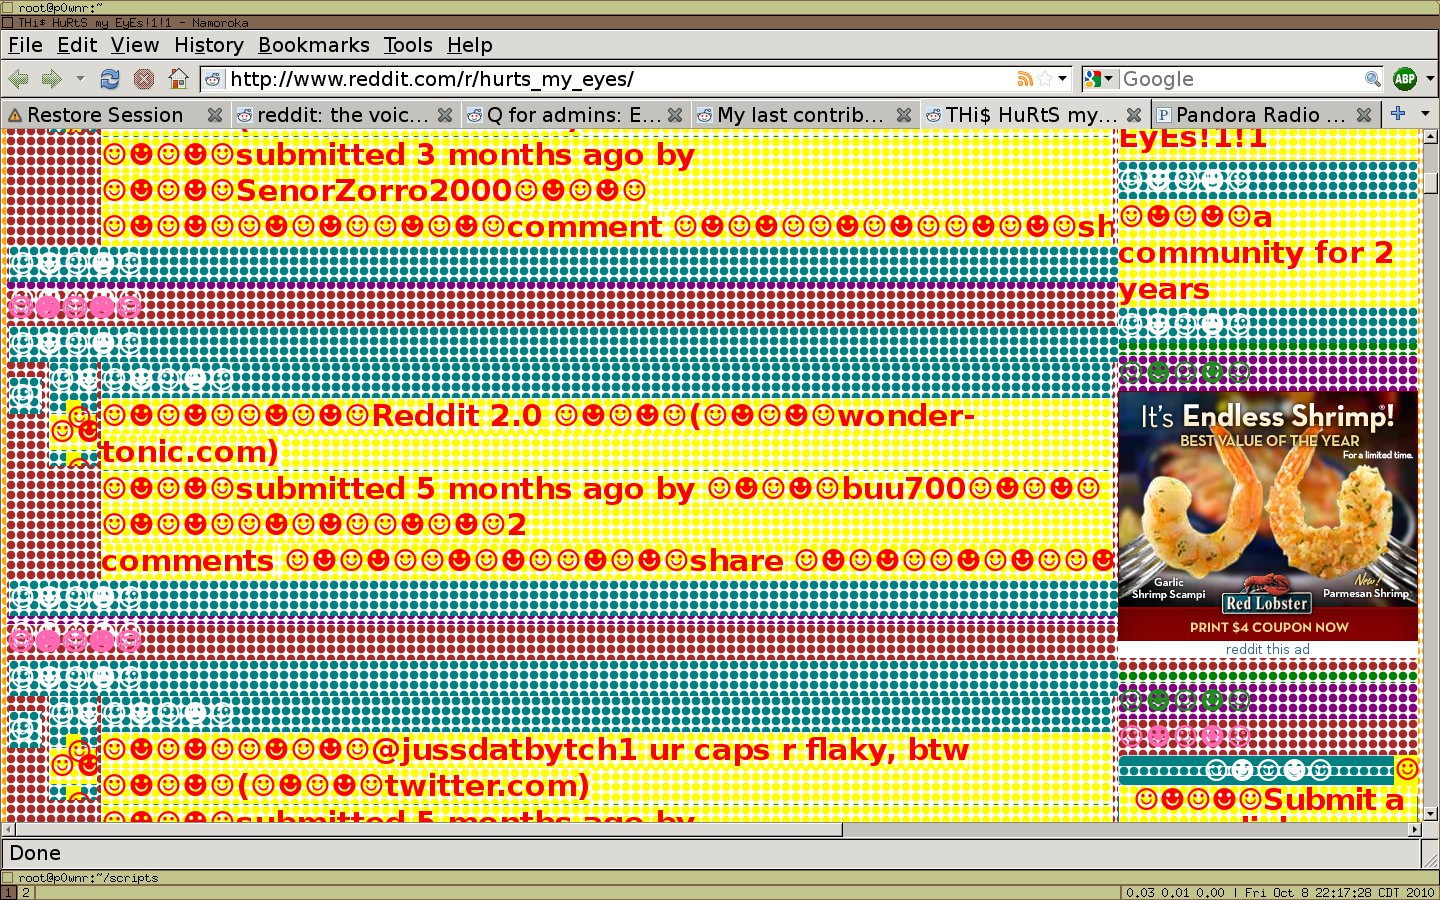 root@p0wnr:~
THi$ HuRtS my EyEs!1!1 - Namoroka
File Edit View History Bookmarks Tools Help
http://www.reddit.com/r/hurts_my_eyes/
Google
ABP
Restore Session
reddit: the voic...
Q for admins: E...
My last contrib...
THi$ HuRtS my...
Pandora Radio ...
☺☻☺☻☺submitted 3 months ago by
☺☻☺☻☺SenorZorro2000☺☻☺☻☺
☺☻☺☻☺☺☻☺☻☺☺☻☺☻☺comment ☺☻☺☻☺☺☻☺☻☺☺☻☺☻☺sh
☺☻☺☻☺
☺☻☺☻☺
☺☻☺☻☺
☺☻☺☻☺☻☺
☺☻☺☻☺☺☻☺☻☺Reddit 2.0 ☺☻☺☻☺(☺☻☺☻☺wonder-
tonic.com)
☺☻☺☻☺submitted 5 months ago by ☺☻☺☻☺buu700☺☻☺☻☺
☺☻☺☻☺☺☻☺☻☺☺☻☺☻☺2
comments ☺☻☺☻☺☺☻☺☻☺☺☻☺☻☺share ☺☻☺☻☺☺☻☺☻☺☺☻
☺☻☺☻☺
☺☻☺☻☺
☺☻☺☻☺
☺☻☺☻☺☻☺
☺☻☺☻☺☺☻☺☻☺@jussdatbytch1 ur caps r flaky, btw
☺☻☺☻☺(☺☻☺☻☺twitter.com)
☺☻☺☻☺submitted 5 months ago by
EyEs!1!1
☺☻☺☻☺
☺☻☺☻☺a
community for 2
years
☺☻☺☻☺
☺☻☺☻☺
It's Endless Shrimp!
BEST VALUE OF THE YEAR
For a limited time.
Garlic
Shrimp Scampi
Red Lobster
New!
Parmesan Shrimp
PRINT $4 COUPON NOW
reddit this ad
☺☻☺☻☺
☺☻☺☻☺
☺☻☺☻☺
☺☻☺☻☺Submit a
Done
root@p0wnr:~/scripts
1 2
0.03 0.01 0.00 | Fri Oct 8 22:17:28 CDT 2010